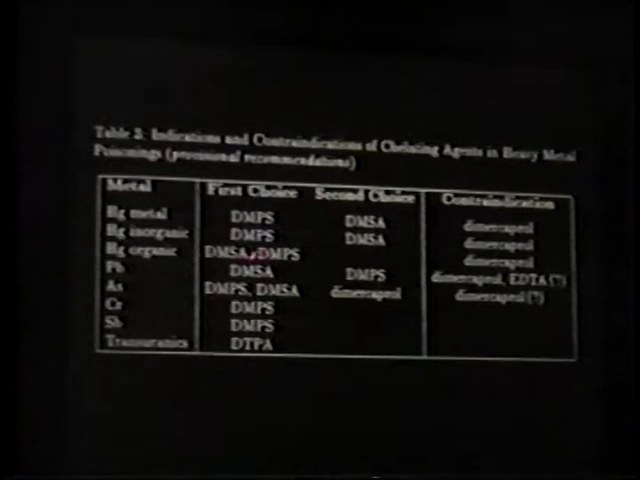 Table 2: Indications and Contraindications of Chelating Agents in Heavy Metal
Poisonings (provisional recommendations)
Metal First Choice Second Choice Contraindication
Hg metal DMPS DMSA dimercaprol
Hg inorganic DMPS DMSA dimercaprol
Hg organic DMSA, DMPS dimercaprol
Pb DMSA DMPS dimercaprol, EDTA (?)
As DMPS, DMSA dimercaprol dimercaprol (?)
Cr DMPS
Sb DMPS
Transuranics DTPA